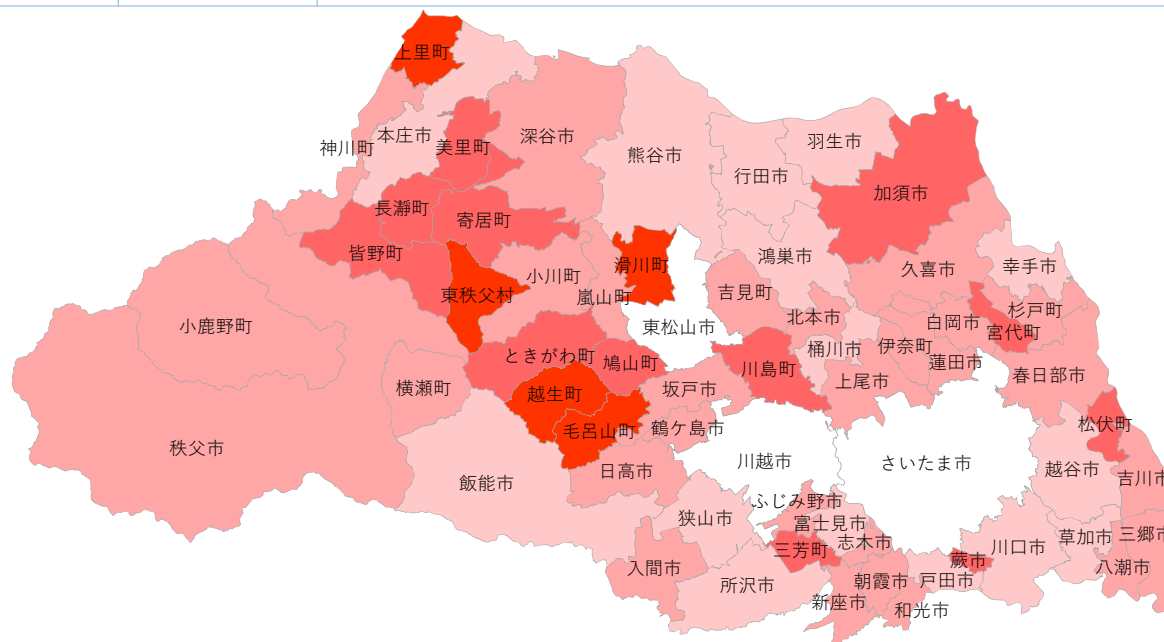 上里町
本庄市
神川町
美里町
深谷市
熊谷市
行田市
羽生市
加須市
長瀞町
寄居町
皆野町
東秩父村
小川町
嵐山町
滑川町
吉見町
鴻巣市
久喜市
幸手市
杉戸町
宮代町
白岡市
北本市
東松山市
小鹿野町
ときがわ町
鳩山町
川島町
桶川市
伊奈町
蓮田市
上尾市
春日部市
横瀬町
越生町
坂戸市
毛呂山町
鶴ケ島市
松伏町
秩父市
飯能市
日高市
川越市
さいたま市
越谷市
吉川市
ふじみ野市
狭山市
富士見市
志木市
三芳町
川口市
草加市
三郷市
蕨市
八潮市
入間市
所沢市
朝霞市
戸田市
新座市
和光市